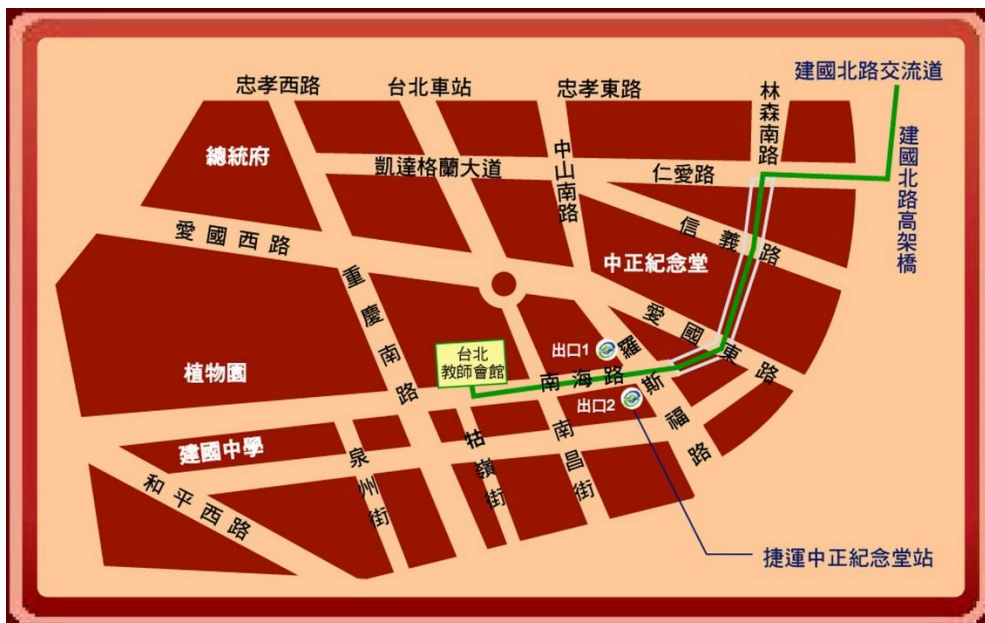 建國北路交流道
忠孝西路
台北車站
忠孝東路
林森南路
建國北路高架橋
總統府
凱達格蘭大道
中山南路
仁愛路
愛國西路
信義路
重慶南路
中正紀念堂
愛國東路
台北
教師會館
出口1
羅斯福路
植物園
南海路
出口2
建國中學
泉州街
牯嶺街
南昌街
和平西路
捷運中正紀念堂站